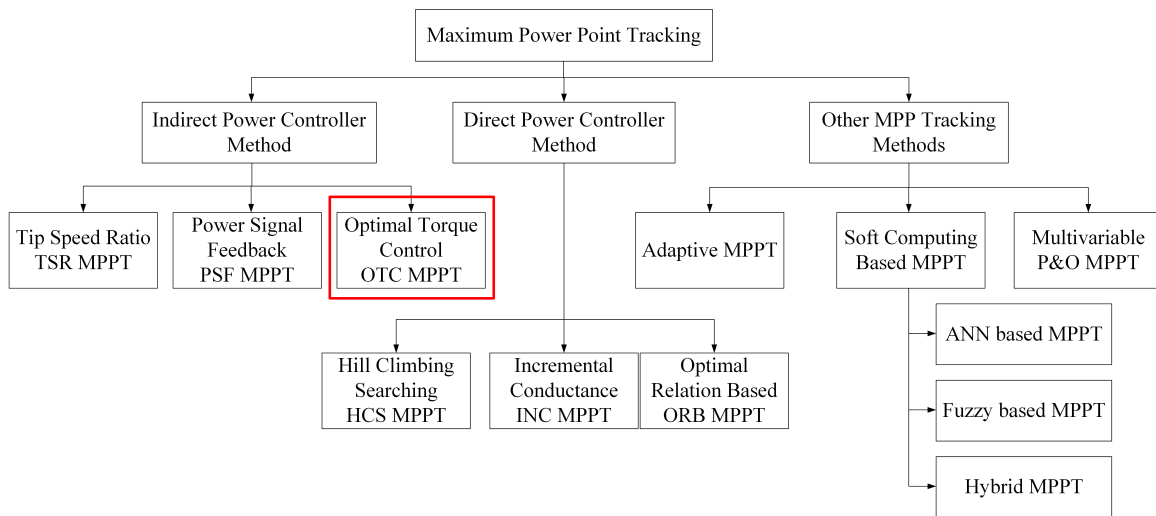 Maximum Power Point Tracking
Indirect Power Controller
Method
Direct Power Controller
Method
Other MPP Tracking
Methods
Tip Speed Ratio
TSR MPPT
Power Signal
Feedback
PSF MPPT
Optimal Torque
Control
OTC MPPT
Adaptive MPPT
Soft Computing
Based MPPT
Multivariable
P&O MPPT
Hill Climbing
Searching
HCS MPPT
Incremental
Conductance
INC MPPT
Optimal
Relation Based
ORB MPPT
ANN based MPPT
Fuzzy based MPPT
Hybrid MPPT